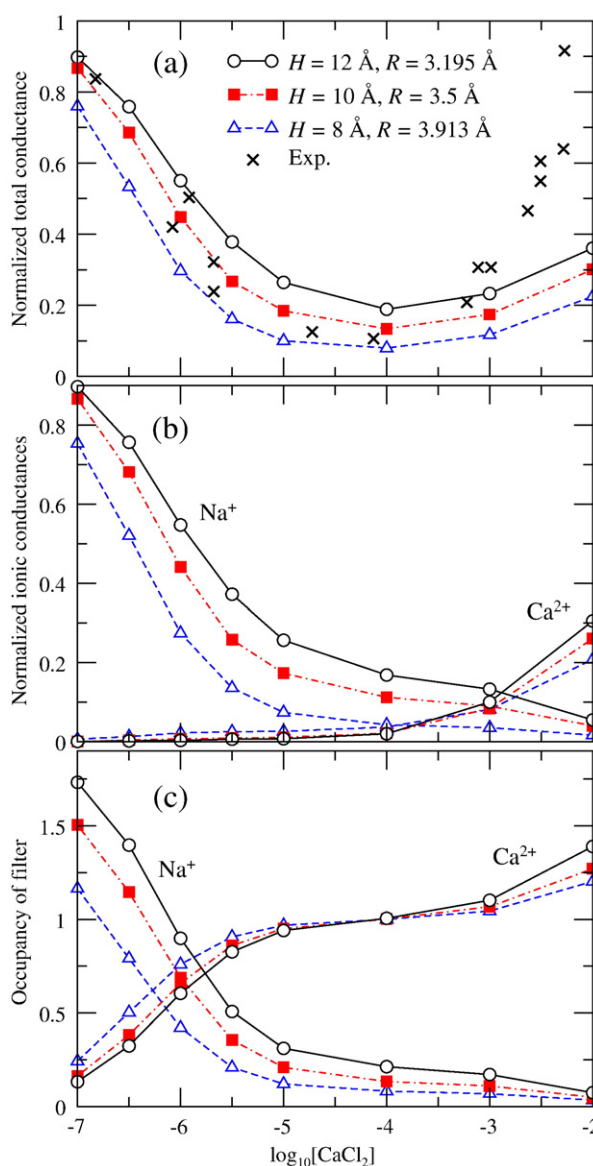 (a)
H = 12 Å, R = 3.195 Å
H = 10 Å, R = 3.5 Å
H = 8 Å, R = 3.913 Å
Exp.
Normalized total conductance
1
0.8
0.6
0.4
0.2
0
(b)
Na⁺
Ca²⁺
Normalized ionic conductances
0.8
0.6
0.4
0.2
0
(c)
Na⁺
Ca²⁺
Occupancy of filter
1.5
1
0.5
0
-7 -6 -5 -4 -3 -2
log₁₀[CaCl₂]